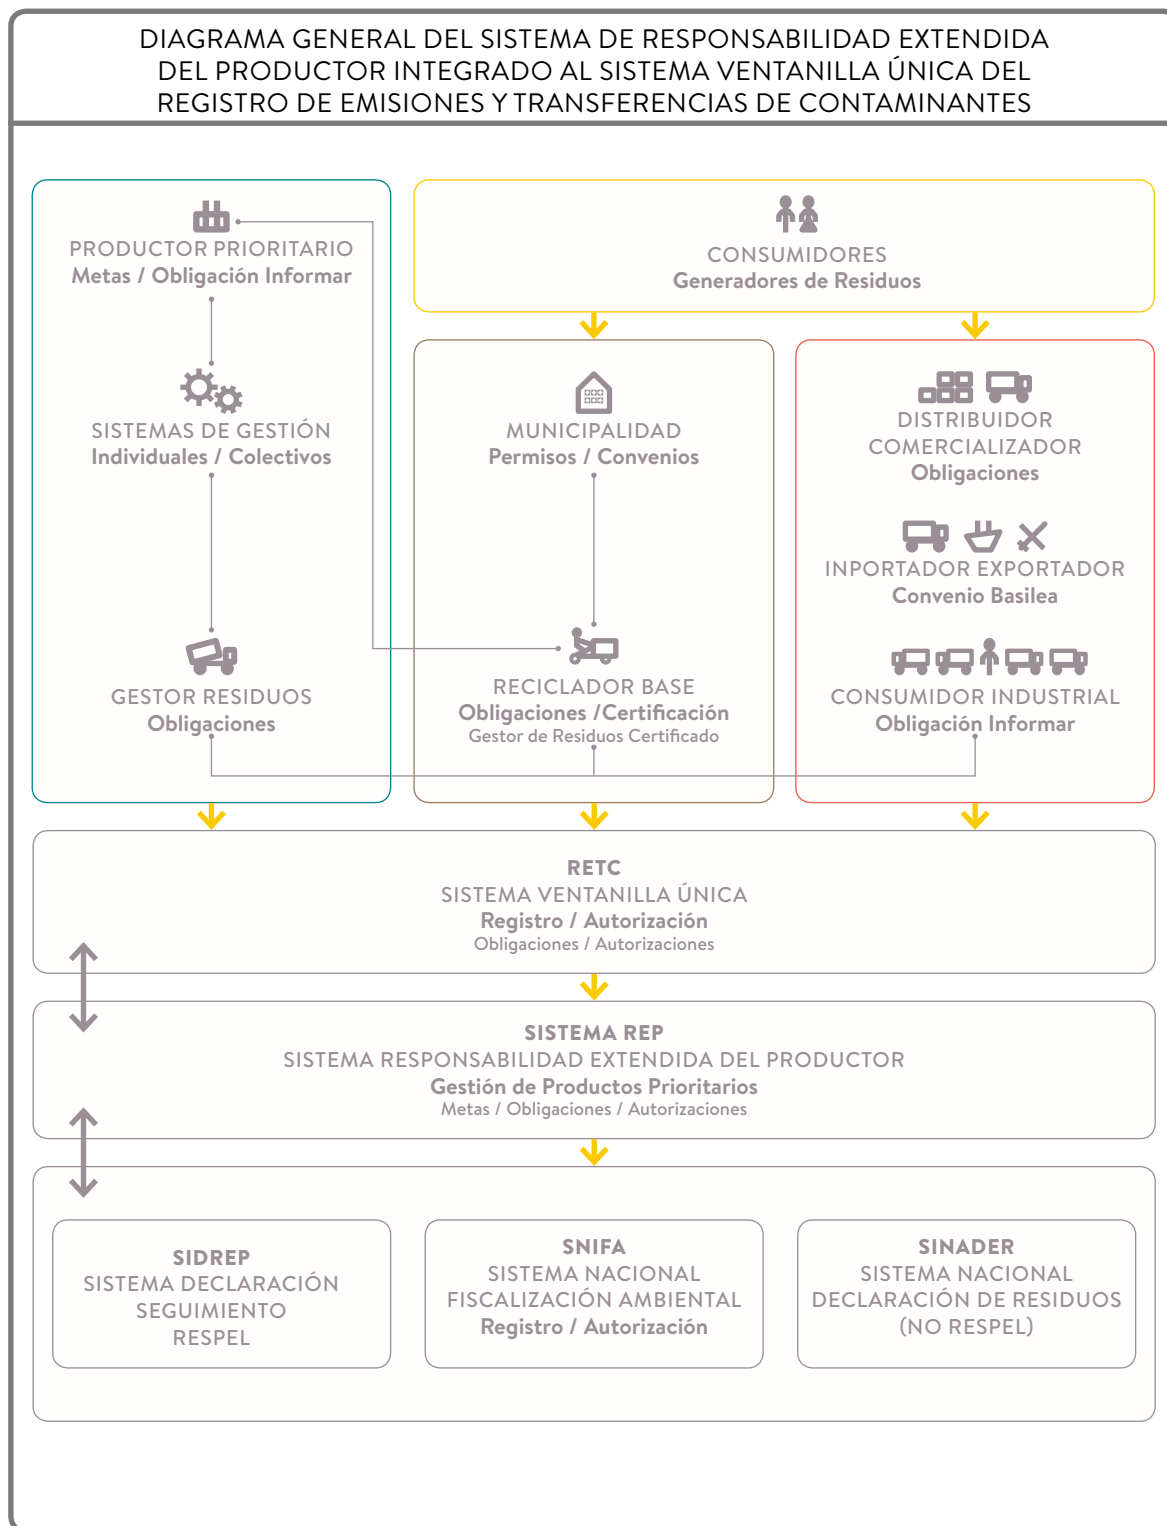 DIAGRAMA GENERAL DEL SISTEMA DE RESPONSABILIDAD EXTENDIDA
DEL PRODUCTOR INTEGRADO AL SISTEMA VENTANILLA ÚNICA DEL
REGISTRO DE EMISIONES Y TRANSFERENCIAS DE CONTAMINANTES
PRODUCTOR PRIORITARIO
Metas / Obligación Informar
SISTEMAS DE GESTIÓN
Individuales / Colectivos
GESTOR RESIDUOS
Obligaciones
CONSUMIDORES
Generadores de Residuos
MUNICIPALIDAD
Permisos / Convenios
RECICLADOR BASE
Obligaciones /Certificación
Gestor de Residuos Certificado
DISTRIBUIDOR
COMERCIALIZADOR
Obligaciones
INPORTADOR EXPORTADOR
Convenio Basilea
CONSUMIDOR INDUSTRIAL
Obligación Informar
RETC
SISTEMA VENTANILLA ÚNICA
Registro / Autorización
Obligaciones / Autorizaciones
SISTEMA REP
SISTEMA RESPONSABILIDAD EXTENDIDA DEL PRODUCTOR
Gestión de Productos Prioritarios
Metas / Obligaciones / Autorizaciones
SIDREP
SISTEMA DECLARACIÓN
SEGUIMIENTO
RESPEL
SNIFA
SISTEMA NACIONAL
FISCALIZACIÓN AMBIENTAL
Registro / Autorización
SINADER
SISTEMA NACIONAL
DECLARACIÓN DE RESIDUOS
(NO RESPEL)